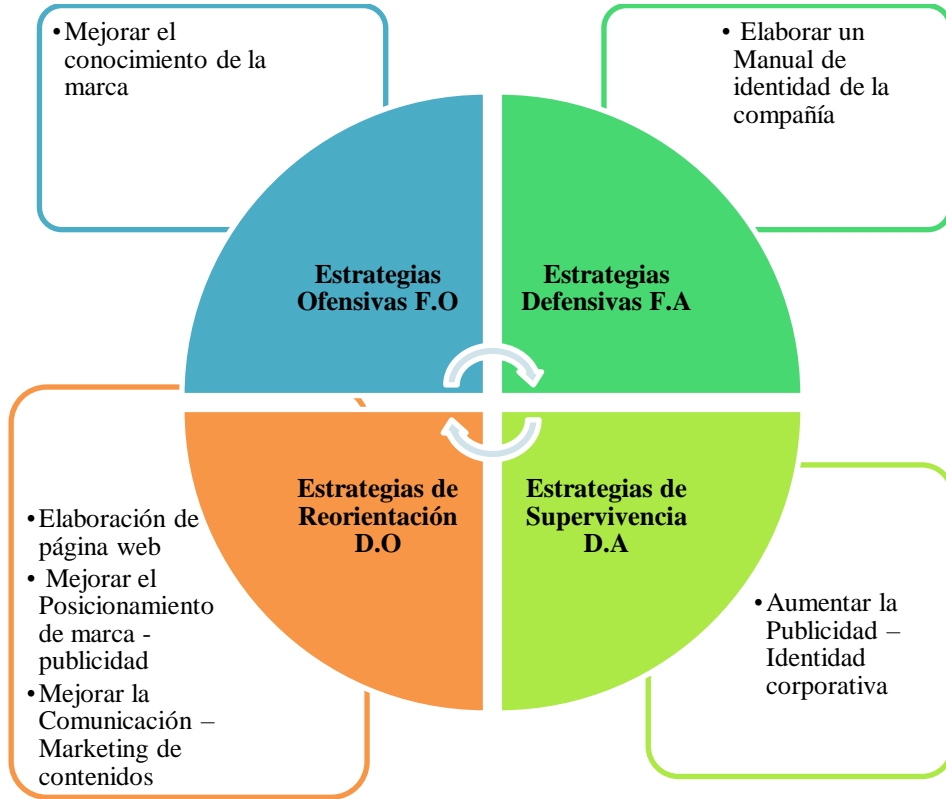 •Mejorar el
conocimiento de la
marca
• Elaborar un
Manual de
identidad de la
compañía
Estrategias
Ofensivas F.O
Estrategias
Defensivas F.A
Estrategias de
Reorientación
D.O
Estrategias de
Supervivencia
D.A
•Elaboración de
página web
• Mejorar el
Posicionamiento
de marca -
publicidad
•Mejorar la
Comunicación –
Marketing de
contenidos
•Aumentar la
Publicidad –
Identidad
corporativa